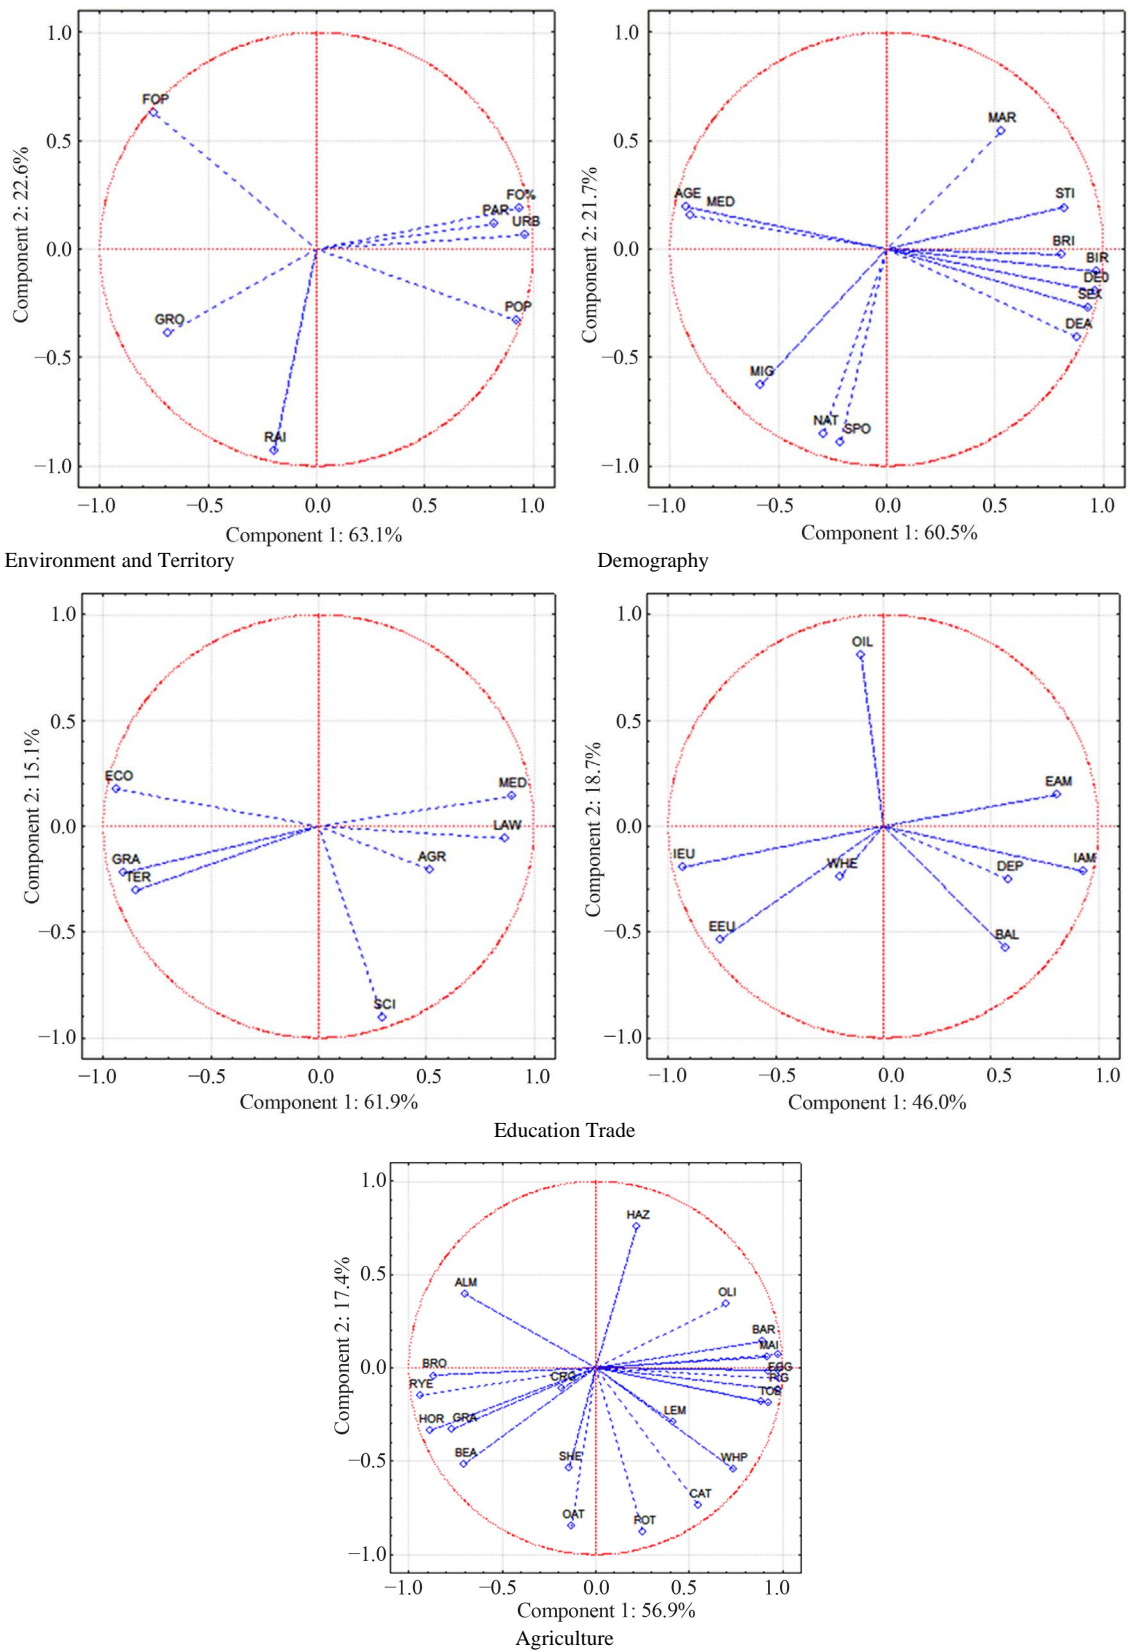 1.0
0.5
0.0
−0.5
−1.0
Component 2: 22.6%
FOP
FO%
PAR
URB
POP
GRO
RAI
−1.0 −0.5 0.0 0.5 1.0
Component 1: 63.1%
Environment and Territory
1.0
0.5
0.0
−0.5
−1.0
Component 2: 21.7%
MAR
AGE
MED
STI
BRI
BIR
SEX
DEA
MIG
NAT
SPO
−1.0 −0.5 0.0 0.5 1.0
Component 1: 60.5%
Demography
1.0
0.5
0.0
−0.5
−1.0
Component 2: 15.1%
ECO
MED
LAW
GRA
TER
AGR
SCI
−1.0 −0.5 0.0 0.5 1.0
Component 1: 61.9%
1.0
0.5
0.0
−0.5
−1.0
Component 2: 18.7%
OIL
EAM
IEU
WHE
DEP
IAM
EEU
BAL
−1.0 −0.5 0.0 0.5 1.0
Component 1: 46.0%
Education Trade
1.0
0.5
0.0
−0.5
−1.0
Component 2: 17.4%
HAZ
ALM
OLI
BAR
MAI
BRO
EGG
RYE
CRO
PIG
TOB
HOR
GRA
LEM
BEA
SHE
WHP
CAT
OAT
POT
−1.0 −0.5 0.0 0.5 1.0
Component 1: 56.9%
Agriculture